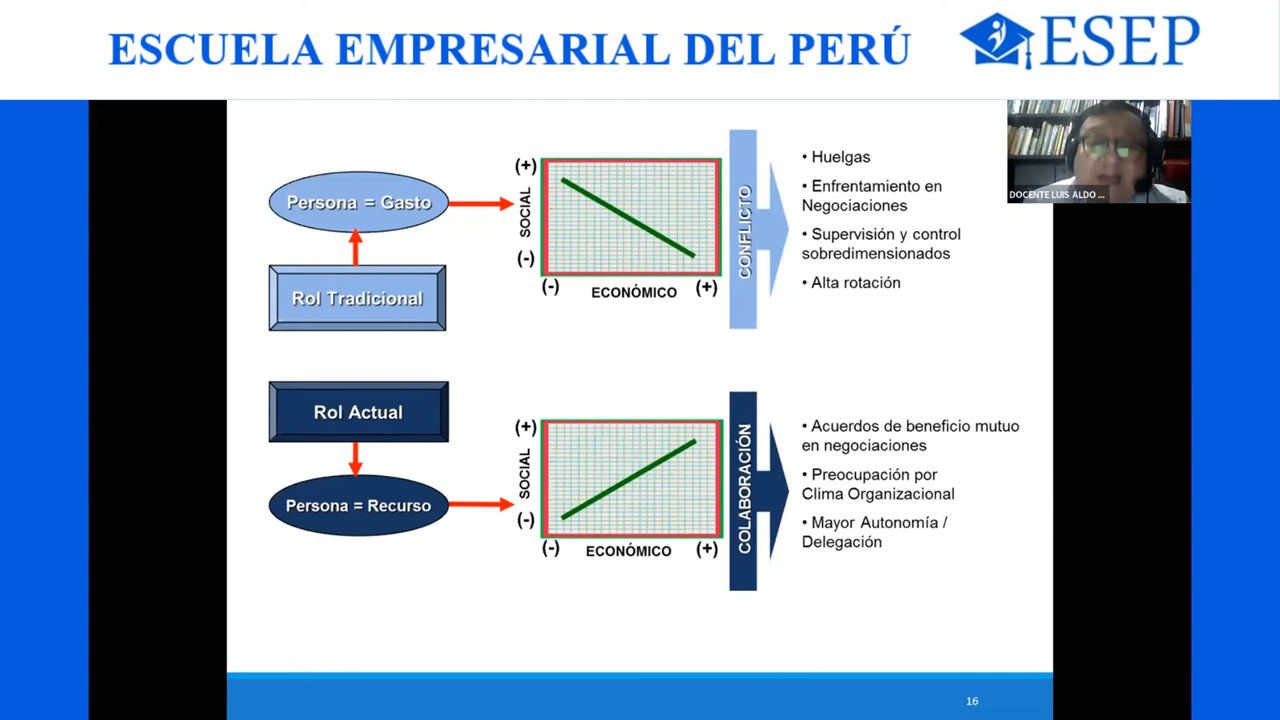 ESCUELA EMPRESARIAL DEL PERÚ
ESEP
DOCENTE LUIS ALDO ...
Persona = Gasto
Rol Tradicional
(+)
SOCIAL
(-)
(-)
ECONÓMICO
(+)
CONFLICTO
• Huelgas
• Enfrentamiento en
Negociaciones
• Supervisión y control
sobredimensionados
• Alta rotación
Rol Actual
Persona = Recurso
(+)
SOCIAL
(-)
(-)
ECONÓMICO
(+)
COLABORACIÓN
• Acuerdos de beneficio mutuo
en negociaciones
• Preocupación por
Clima Organizacional
• Mayor Autonomía /
Delegación
16